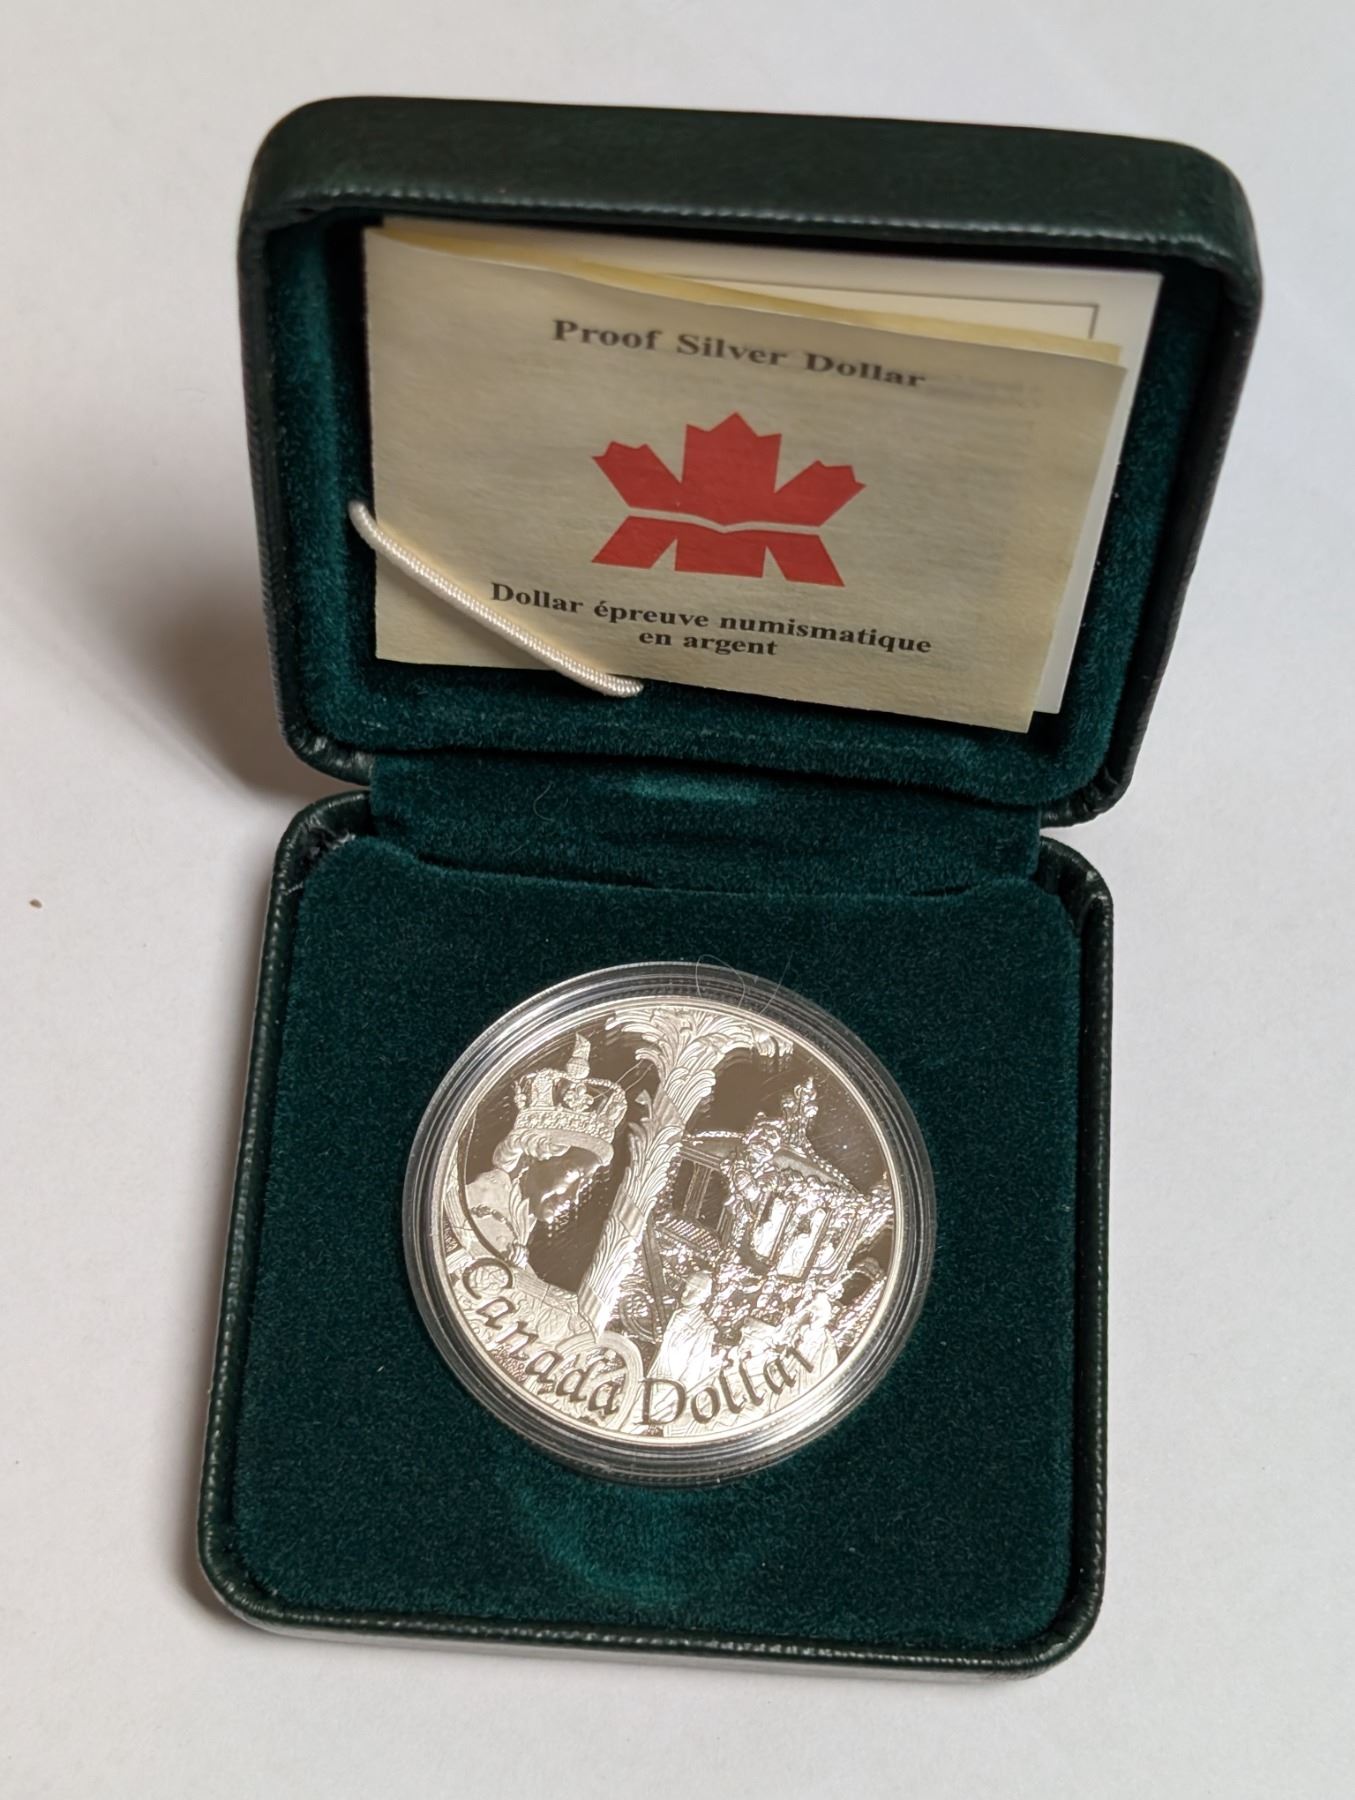 Proof Silver Dollar
Dollar épreuve numismatique
en argent
Canada Dollar